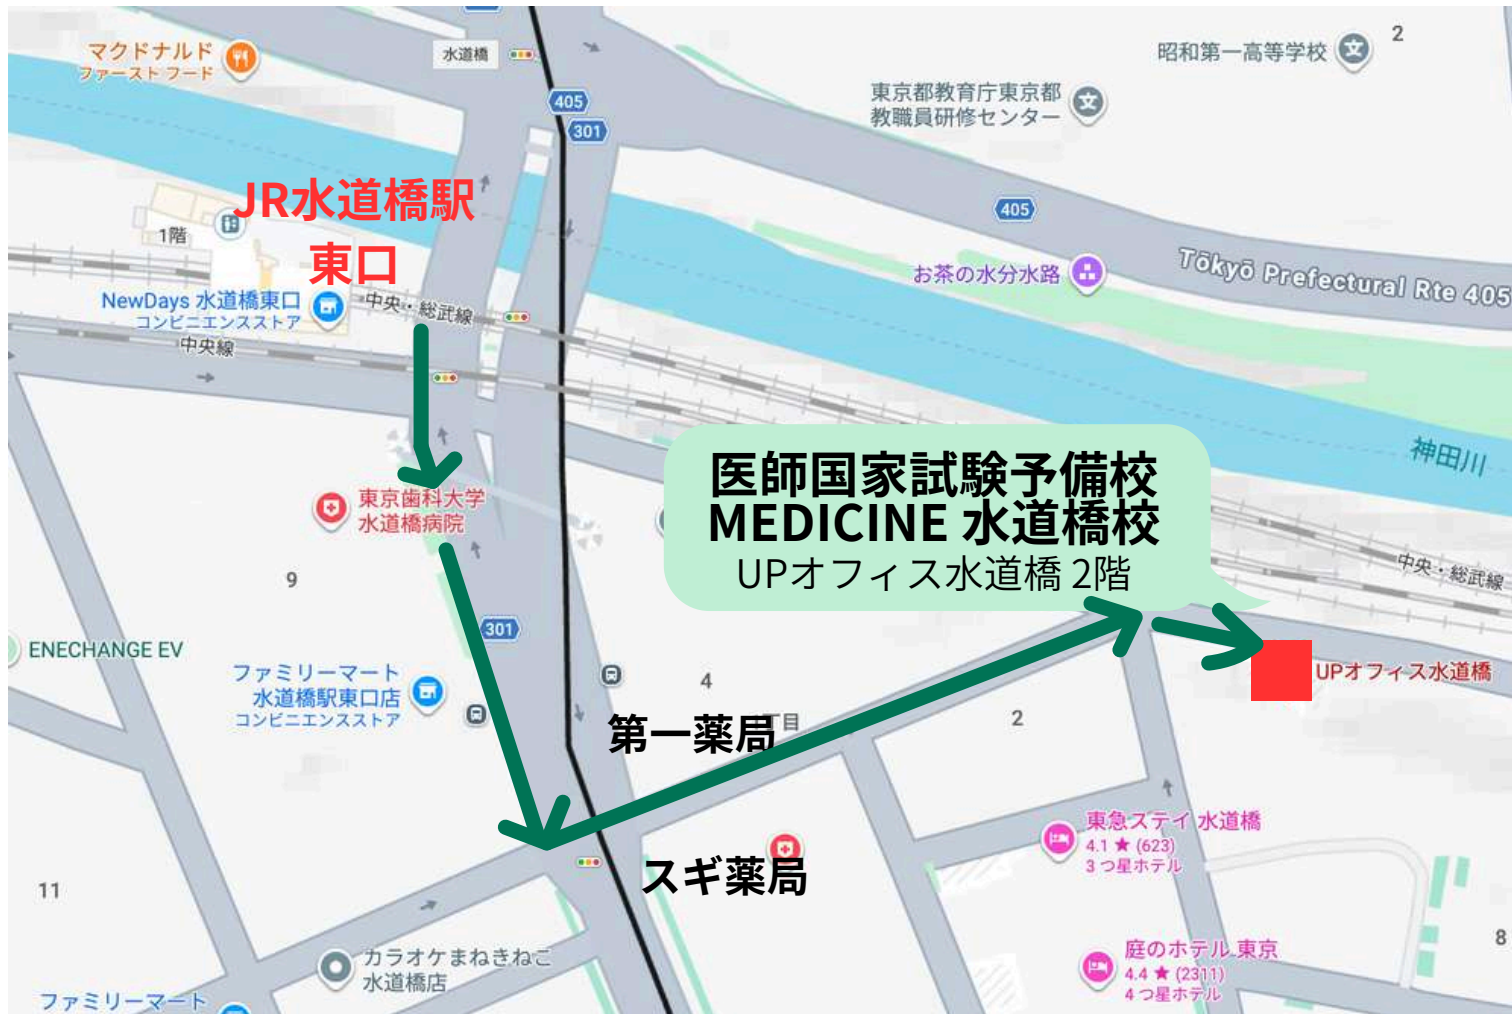 マクドナルド
ファースト フード
水道橋
405
301
昭和第一高等学校
2
東京都教育庁東京都
教職員研修センター
JR水道橋駅
東口
1階
NewDays 水道橋東口
コンビニエンスストア
中央・総武線
中央線
405
お茶の水分水路
Tōkyō Prefectural Rte 405
神田川
医師国家試験予備校
MEDICINE 水道橋校
UPオフィス水道橋 2階
東京歯科大学
水道橋病院
9
中央・総武線
301
ENECHANGE EV
ファミリーマート
水道橋駅東口店
コンビニエンスストア
4
丁目
第一薬局
2
UPオフィス水道橋
東急ステイ 水道橋
4.1 ★ (623)
3 つ星ホテル
スギ薬局
11
カラオケまねきねこ
水道橋店
庭のホテル 東京
4.4 ★ (2311)
4 つ星ホテル
8
ファミリーマート